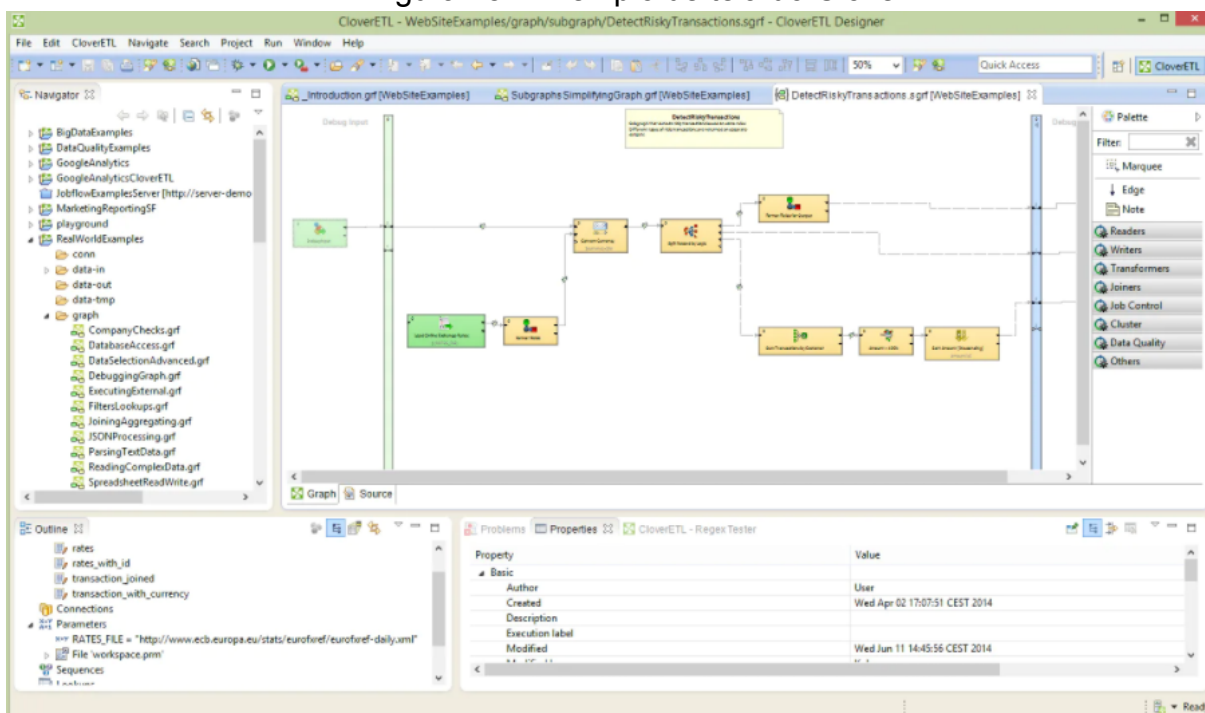 CloverETL - WebSiteExamples/graph/subgraph/DetectRiskyTransactions.sgrf - CloverETL Designer
File Edit CloverETL Navigate Search Project Run Window Help
50%
Quick Access
CloverETL
Navigator
BigDataExamples
DataQualityExamples
GoogleAnalytics
GoogleAnalyticsCloverETL
JobflowExamplesServer [http://server-demo
MarketingReportingSF
playground
RealWorldExamples
conn
data-in
data-out
data-tmp
graph
CompanyChecks.grf
DatabaseAccess.grf
DataSelectionAdvanced.grf
DebuggingGraph.grf
ExecutingExternal.grf
FiltersLookups.grf
JoiningAggregating.grf
JSONProcessing.grf
ParsingTextData.grf
ReadingComplexData.grf
SpreadsheetReadWrite.grf
_Introduction.grf [WebSiteExamples]
SubgraphsSimplifyingGraph.grf [WebSiteExamples]
DetectRiskyTransactions.sgrf [WebSiteExamples]
Debug Input
DetectRiskyTransactions
Debug
Convert Currency
Load Online Exchange Rates
Graph
Source
Palette
Filter:
Marquee
Edge
Note
Readers
Writers
Transformers
Joiners
Job Control
Cluster
Data Quality
Others
Outline
rates
rates_with_id
transaction_joined
transaction_with_currency
Connections
Parameters
RATES_FILE = "http://www.ecb.europa.eu/stats/eurofxref/eurofxref-daily.xml"
File 'workspace.prm'
Sequences
Problems
Properties
CloverETL - Regex Tester
Property Value
Basic
Author User
Created Wed Apr 02 17:07:51 CEST 2014
Description
Execution label
Modified Wed Jun 11 14:45:56 CEST 2014
Read